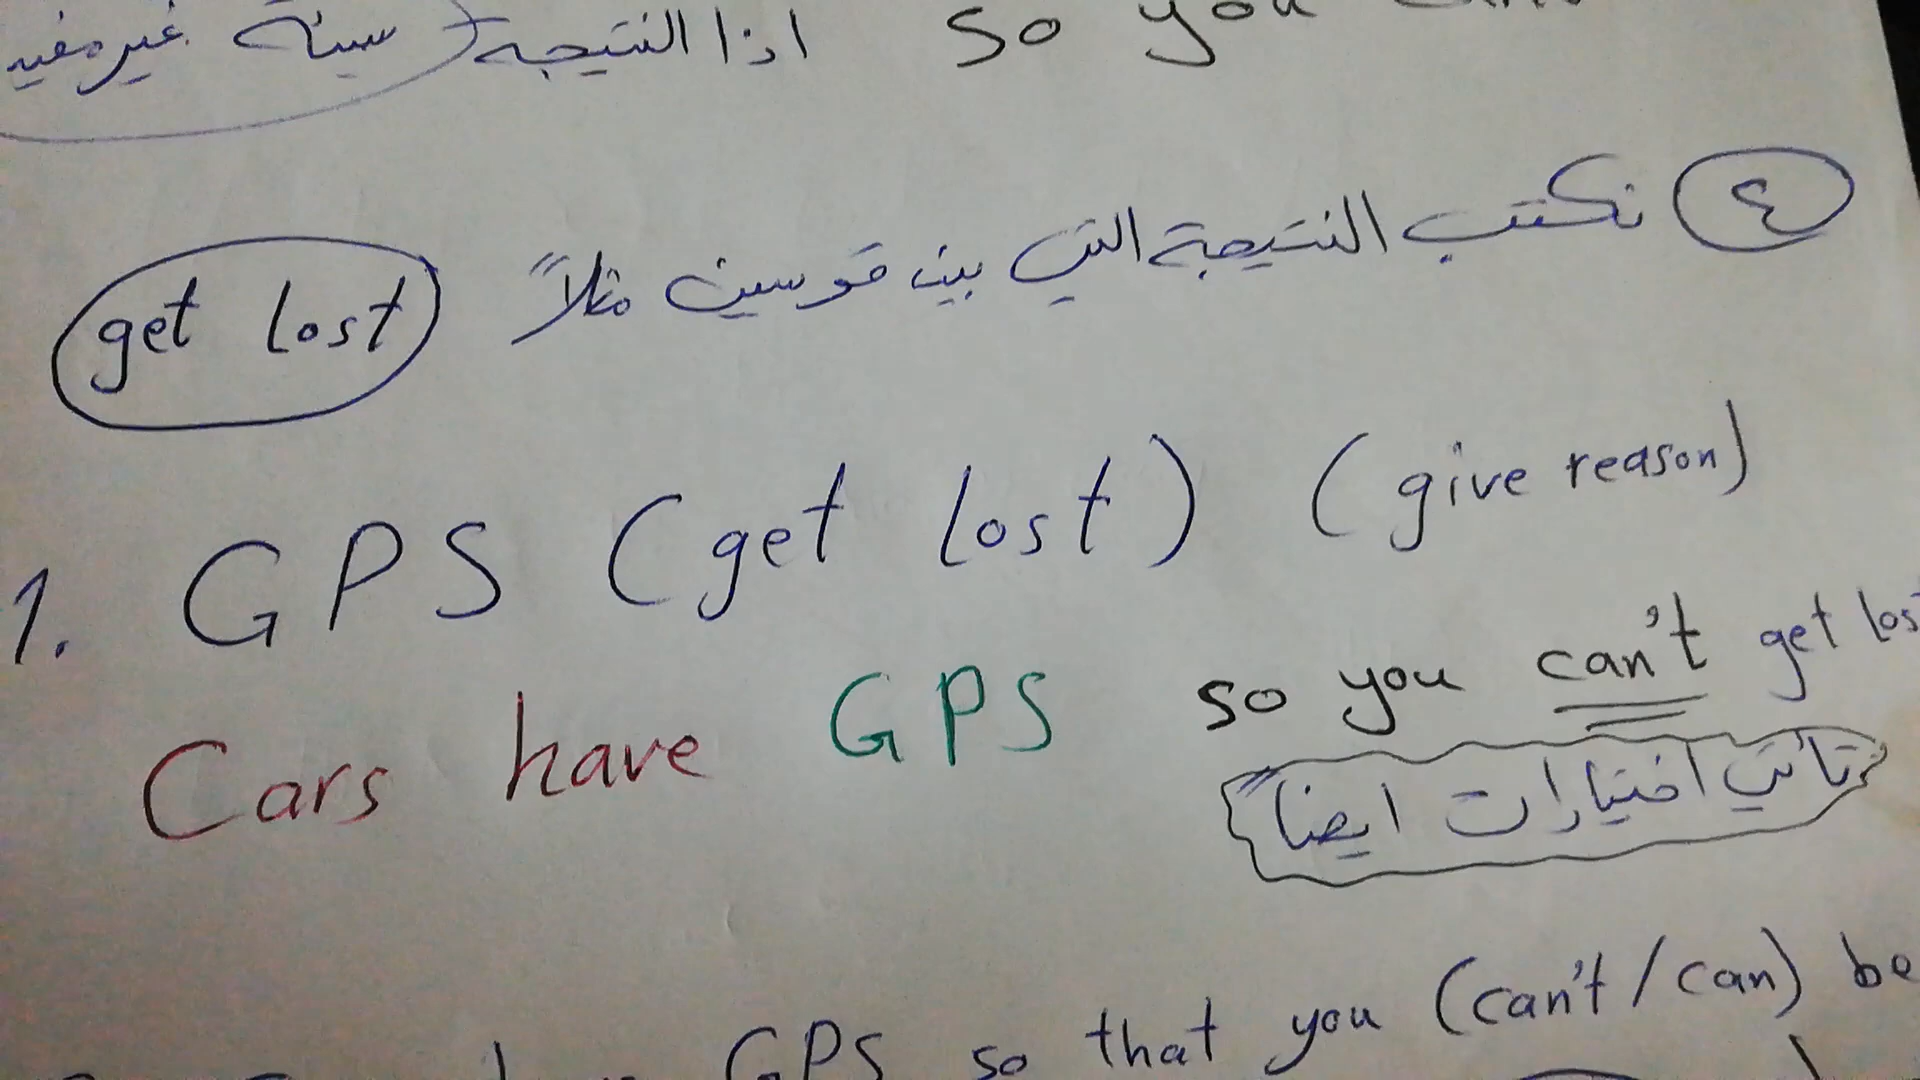 so you اذا النتيجة سيئة غير مفيد
٤ نكتب النتيجة التي بين قوسين مثلاً get lost
1. GPS (get lost) (give reason)
Cars have GPS so you can't get los
تأتي اختيارات ايضاً
GPS so that you (can't/can) be